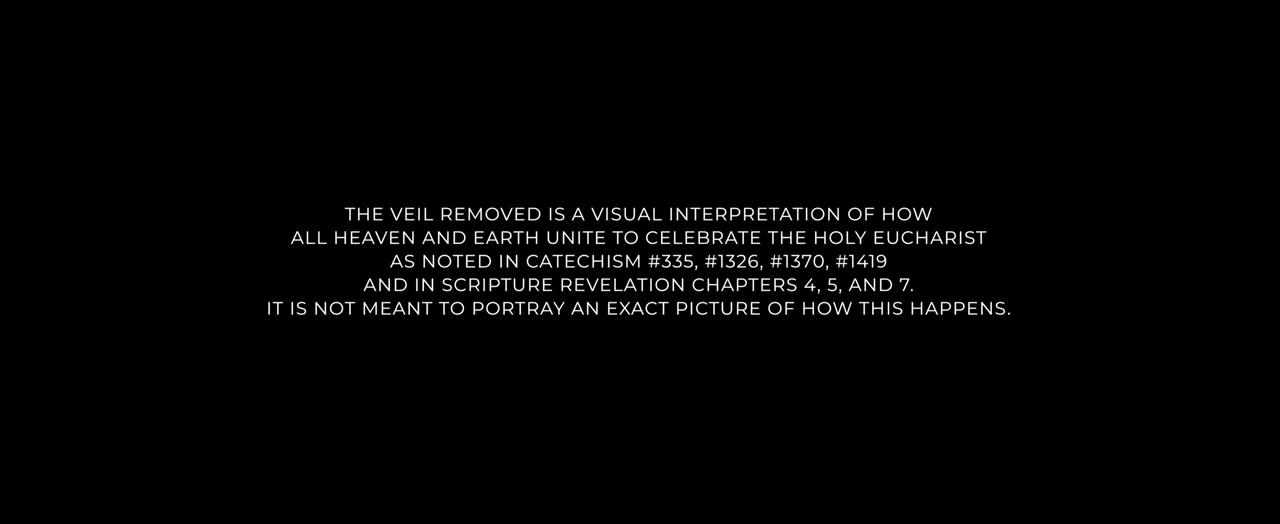 THE VEIL REMOVED IS A VISUAL INTERPRETATION OF HOW
ALL HEAVEN AND EARTH UNITE TO CELEBRATE THE HOLY EUCHARIST
AS NOTED IN CATECHISM #335, #1326, #1370, #1419
AND IN SCRIPTURE REVELATION CHAPTERS 4, 5, AND 7.
IT IS NOT MEANT TO PORTRAY AN EXACT PICTURE OF HOW THIS HAPPENS.